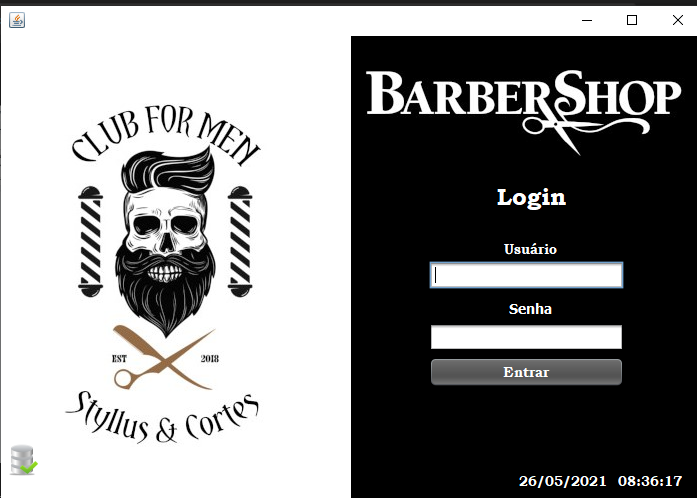 CLUB FOR MEN
EST 2018
Styllus & Cortes
BARBERSHOP
Login
Usuário
Senha
Entrar
26/05/2021 08:36:17